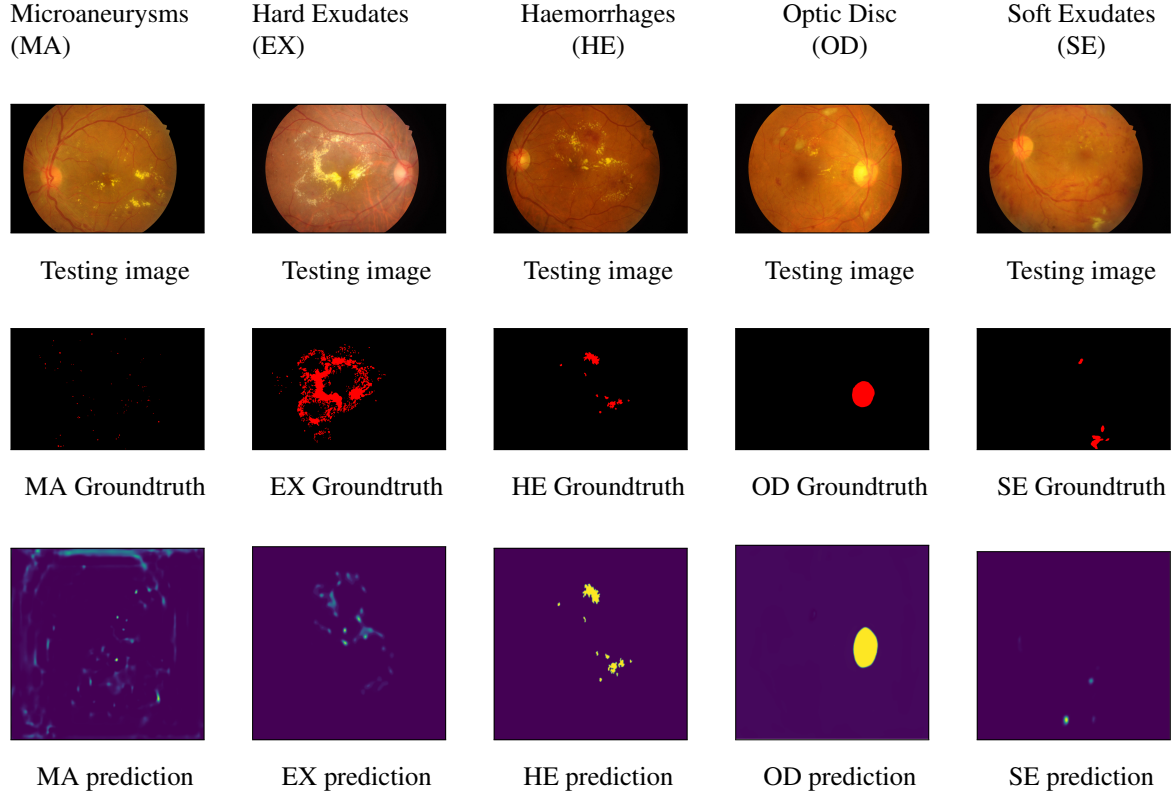 Microaneurysms
(MA)
Hard Exudates
(EX)
Haemorrhages
(HE)
Optic Disc
(OD)
Soft Exudates
(SE)
Testing image
Testing image
Testing image
Testing image
Testing image
MA Groundtruth
EX Groundtruth
HE Groundtruth
OD Groundtruth
SE Groundtruth
MA prediction
EX prediction
HE prediction
OD prediction
SE prediction